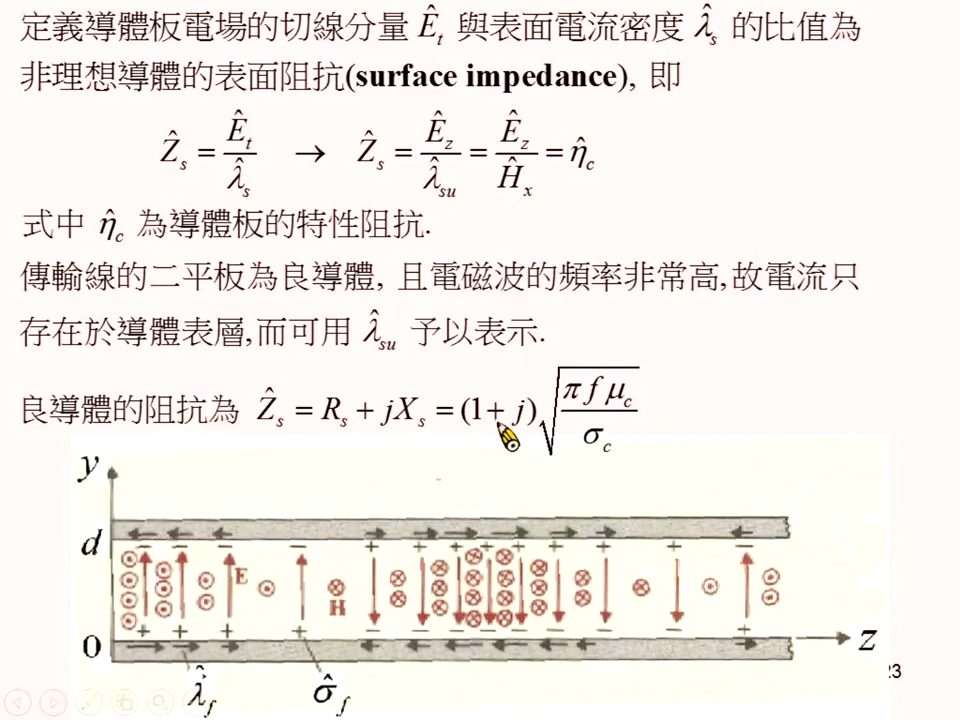 定義導體板電場的切線分量 Ê_t 與表面電流密度 λ̂_s 的比值為
非理想導體的表面阻抗(surface impedance), 即
Ẑ_s = Ê_t / λ̂_s → Ẑ_s = Ê_z / λ̂_su = Ê_z / Ĥ_x = η̂_c
式中 η̂_c 為導體板的特性阻抗.
傳輸線的二平板為良導體, 且電磁波的頻率非常高,故電流只
存在於導體表層,而可用 λ̂_su 予以表示.
良導體的阻抗為 Ẑ_s = R_s + jX_s = (1+ j)√(π f μ_c / σ_c)
y
d
E
H
0
z
λ̂_f
σ̂_f
23